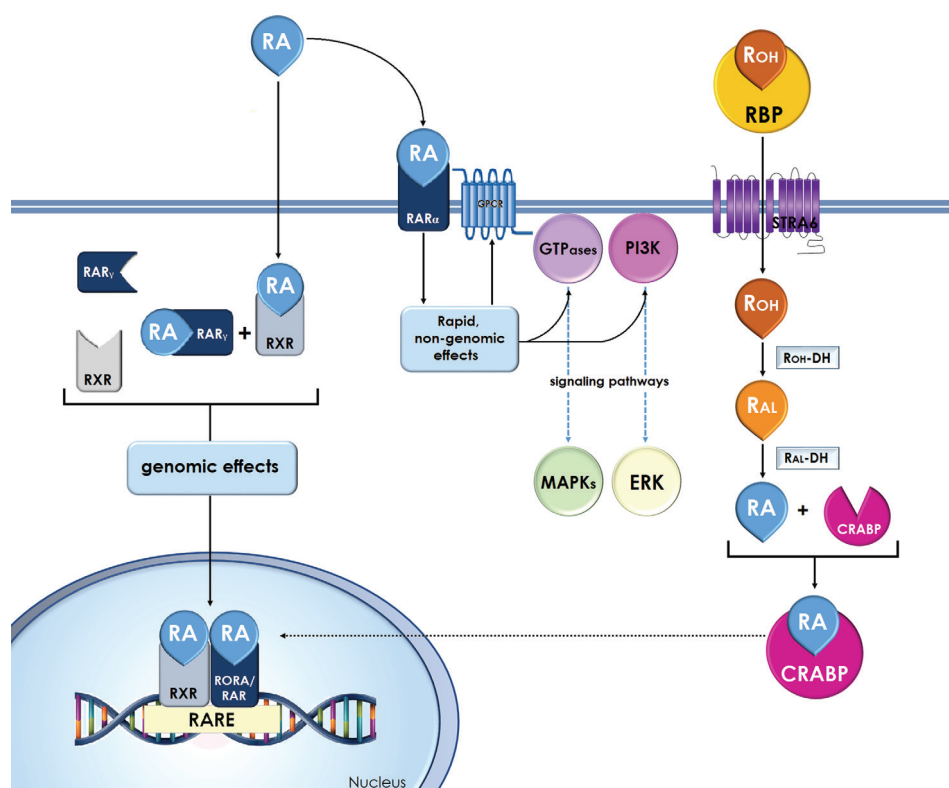 RA
ROH
RBP
RA
RARα
GPCR
STRA6
GTPases
PI3K
RARγ
RA
RXR
RA
RARγ
+
RXR
Rapid,
non-genomic
effects
ROH
ROH-DH
signaling pathways
RAL
RAL-DH
genomic effects
MAPKs
ERK
RA
+
CRABP
RA
CRABP
RA
RA
RXR
RORA/
RAR
RARE
Nucleus